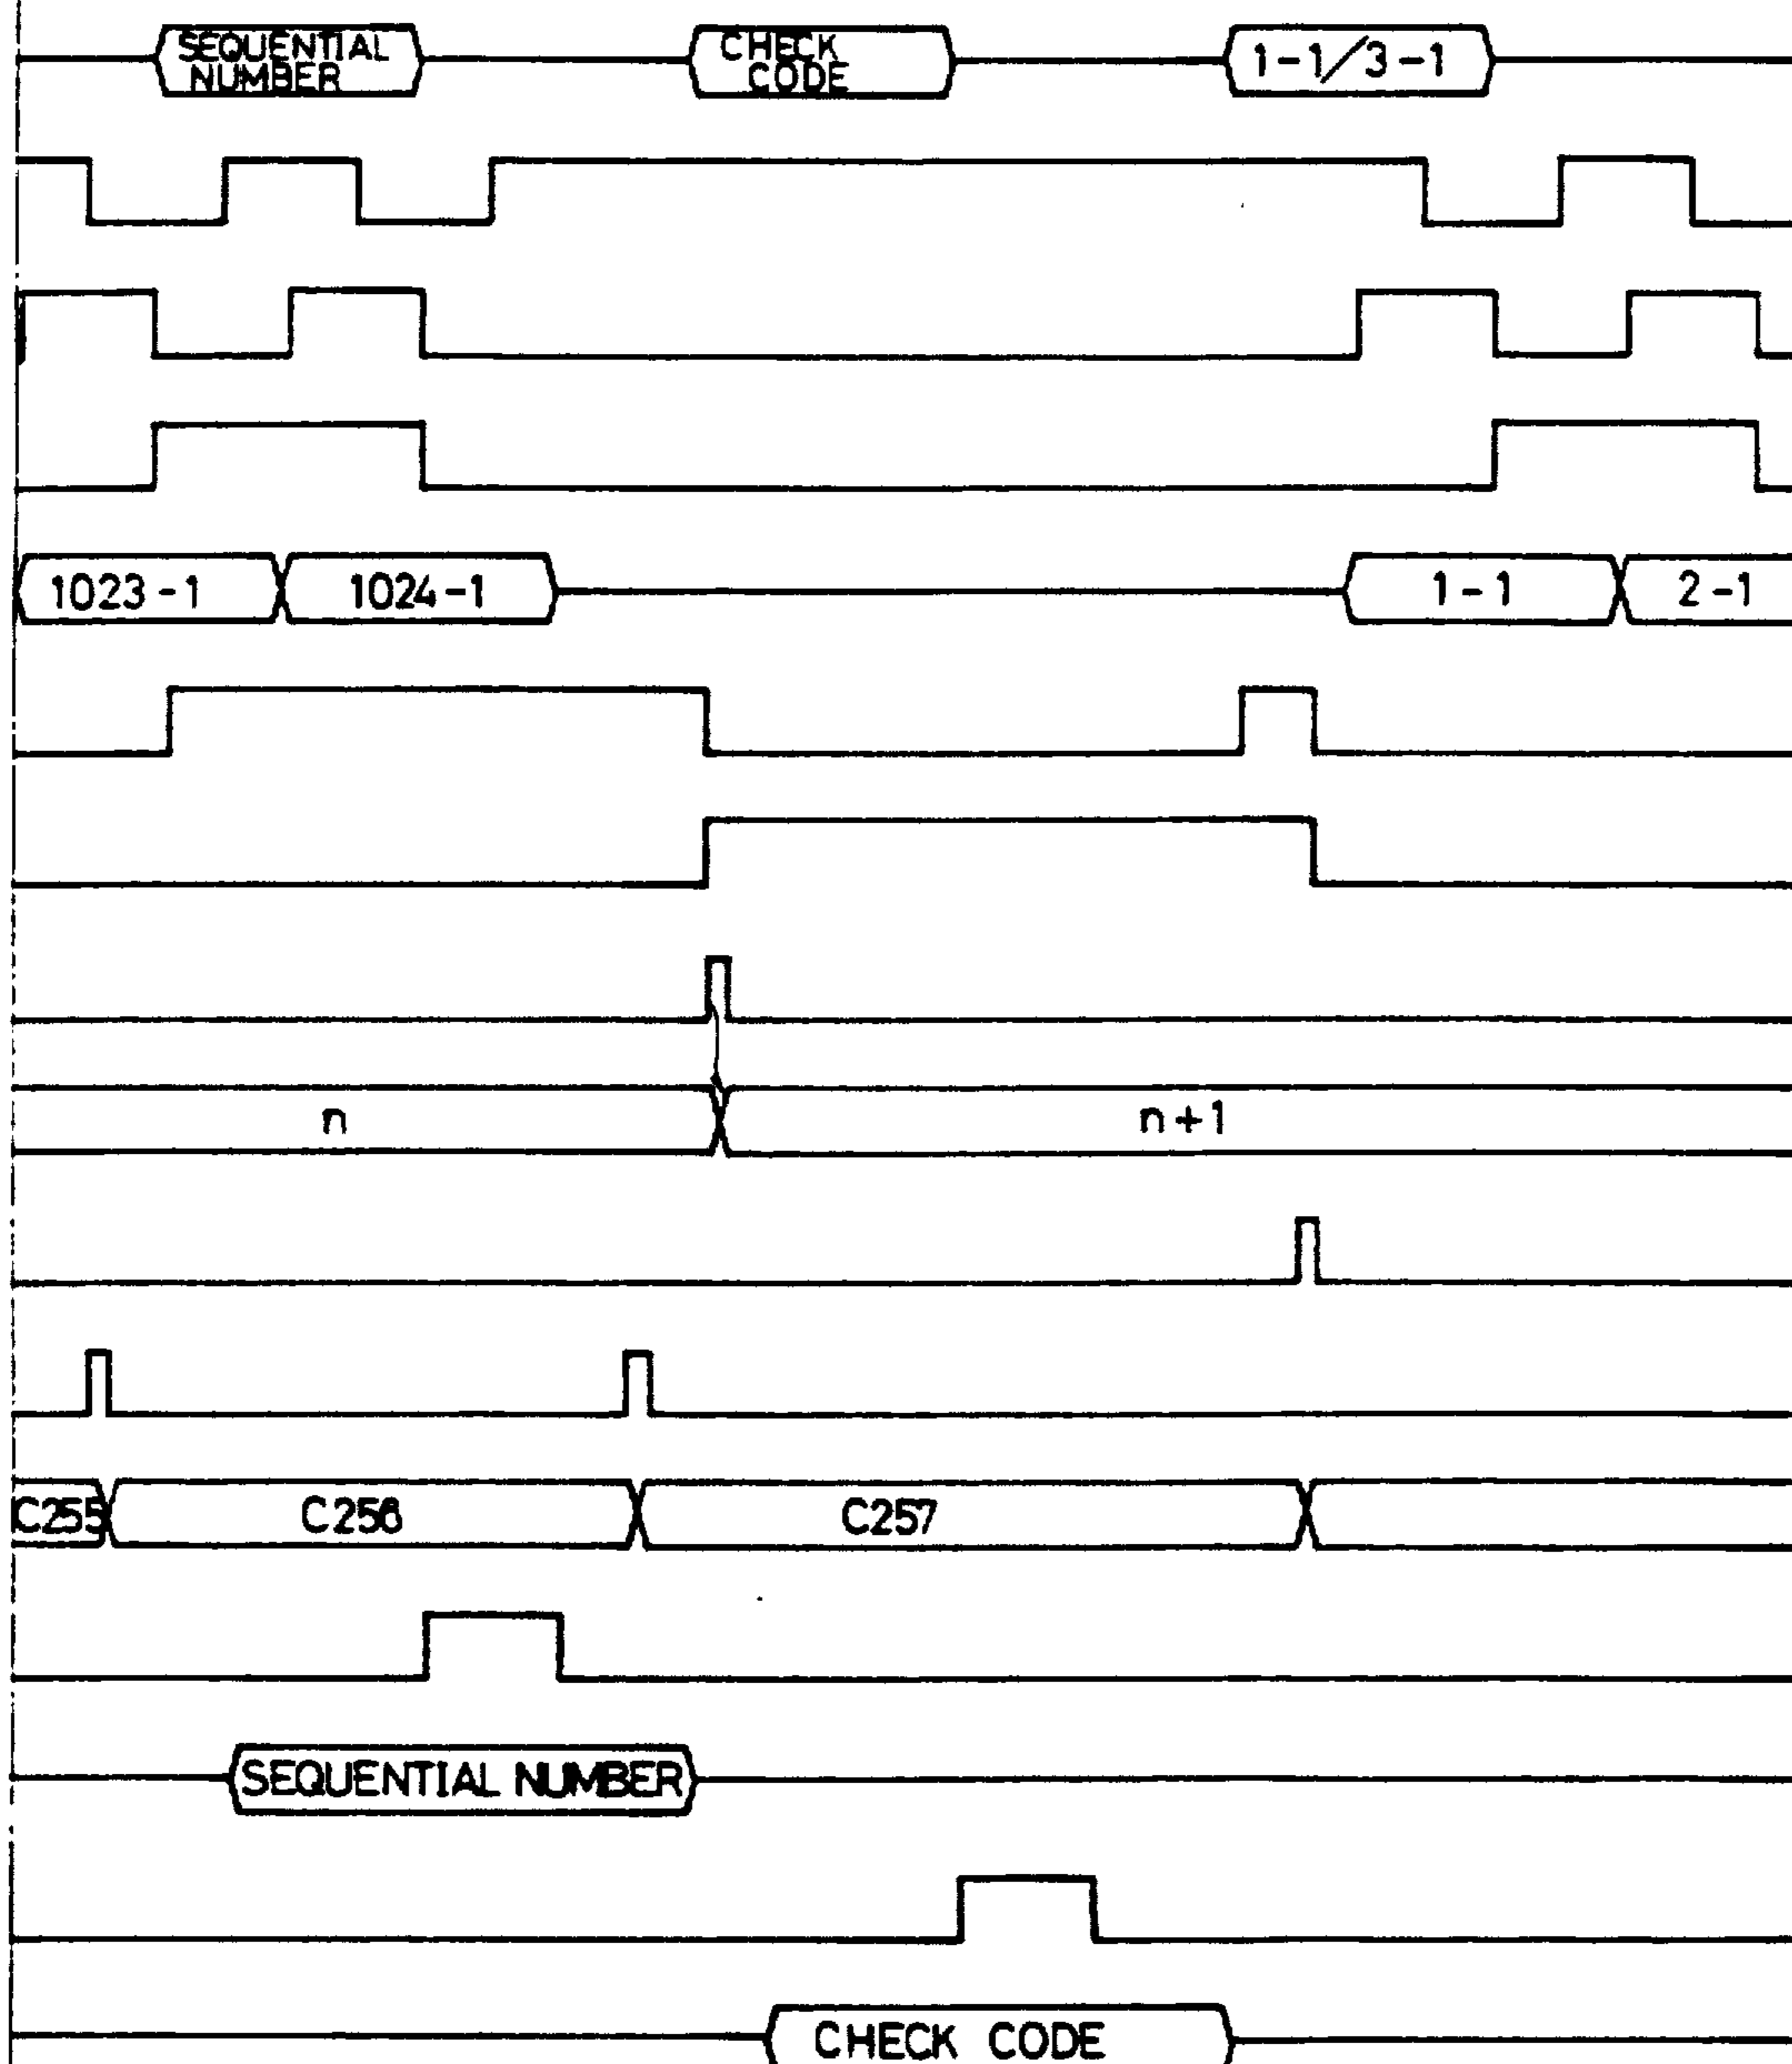 SEQUENTIAL
NUMBER
CHECK
CODE
1-1/3-1
1023-1
1024-1
1-1
2-1
n
n+1
C255
C256
C257
SEQUENTIAL NUMBER
CHECK CODE